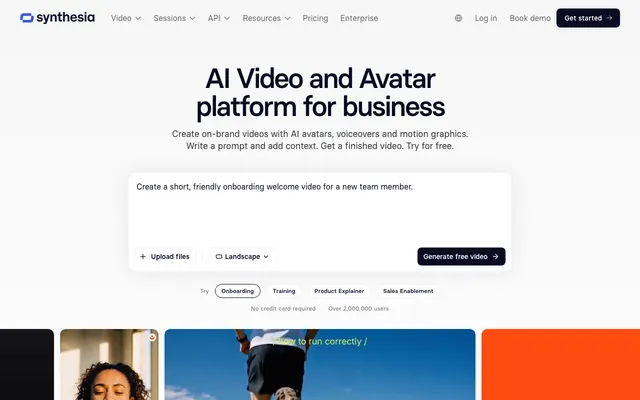 synthesia Video Sessions API Resources Pricing Enterprise Log in Book demo Get started →
AI Video and Avatar
platform for business
Create on-brand videos with AI avatars, voiceovers and motion graphics.
Write a prompt and add context. Get a finished video. Try for free.
Create a short, friendly onboarding welcome video for a new team member.
+ Upload files Landscape Generate free video →
Try Onboarding Training Product Explainer Sales Enablement
No credit card required Over 2,000,000 users
to run correctly /